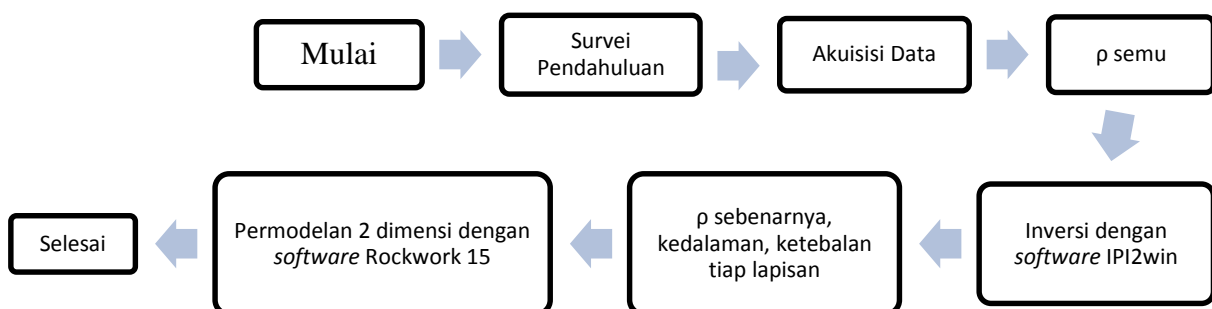 Mulai
Survei
Pendahuluan
Akuisisi Data
ρ semu
Inversi dengan
software IPI2win
ρ sebenarnya,
kedalaman, ketebalan
tiap lapisan
Permodelan 2 dimensi dengan
software Rockwork 15
Selesai